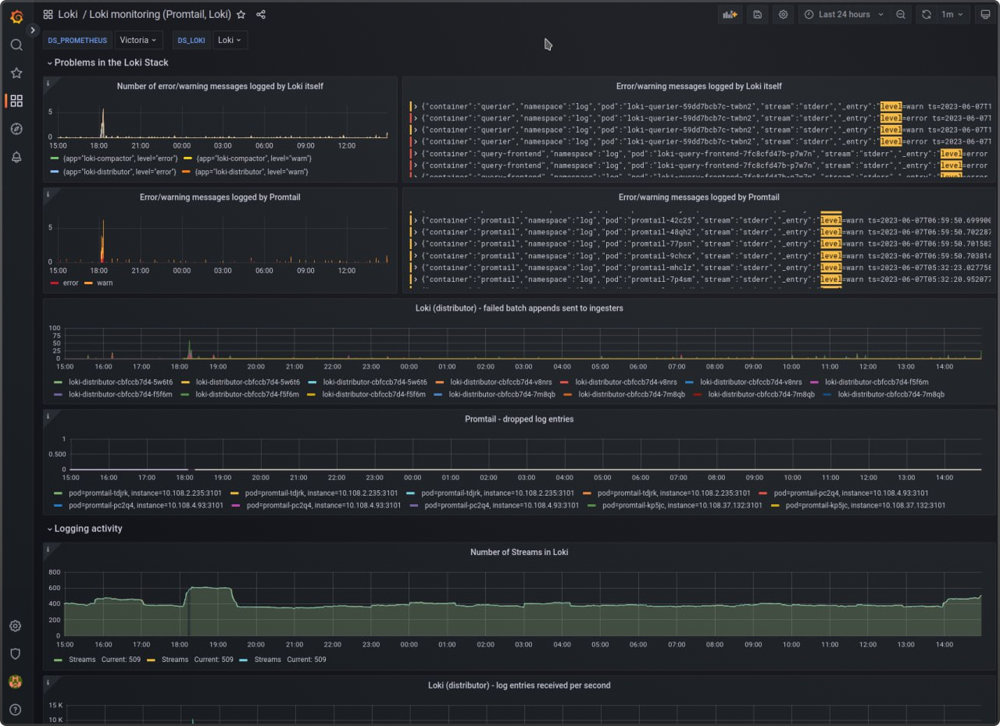 Loki / Loki monitoring (Promtail, Loki)
Last 24 hours
1m
DS_PROMETHEUS Victoria DS_LOKI Loki
Problems in the Loki Stack
Number of error/warning messages logged by Loki itself
5
0
15:00 18:00 21:00 00:00 03:00 06:00 09:00 12:00
{app="loki-compactor", level="error"} {app="loki-compactor", level="warn"}
{app="loki-distributor", level="error"} {app="loki-distributor", level="warn"}
Error/warning messages logged by Loki itself
{"container":"querier","namespace":"log","pod":"loki-querier-59dd7bcb7c-twbn2","stream":"stderr","_entry":"level=warn ts=2023-06-07T1
{"container":"querier","namespace":"log","pod":"loki-querier-59dd7bcb7c-twbn2","stream":"stderr","_entry":"level=error ts=2023-06-07T
{"container":"querier","namespace":"log","pod":"loki-querier-59dd7bcb7c-twbn2","stream":"stderr","_entry":"level=warn ts=2023-06-07T1
{"container":"querier","namespace":"log","pod":"loki-querier-59dd7bcb7c-twbn2","stream":"stderr","_entry":"level=error ts=2023-06-07T
{"container":"query-frontend","namespace":"log","pod":"loki-query-frontend-7fc8cfd47b-p7w7n","stream":"stderr","_entry":"level=error
{"container":"query-frontend","namespace":"log","pod":"loki-query-frontend-7fc8cfd47b-p7w7n","stream":"stderr","_entry":"level=error
{"container":"query-frontend","namespace":"log","pod":"loki-query-frontend-7fc8cfd47b-p7w7n","stream":"stderr","_entry":"level=error
Error/warning messages logged by Promtail
5
0
15:00 18:00 21:00 00:00 03:00 06:00 09:00 12:00
error warn
Error/warning messages logged by Promtail
{"container":"promtail","namespace":"log","pod":"promtail-42c25","stream":"stderr","_entry":"level=warn ts=2023-06-07T06:59:50.699900
{"container":"promtail","namespace":"log","pod":"promtail-48qh2","stream":"stderr","_entry":"level=warn ts=2023-06-07T06:59:50.702287
{"container":"promtail","namespace":"log","pod":"promtail-77psn","stream":"stderr","_entry":"level=warn ts=2023-06-07T06:59:50.701583
{"container":"promtail","namespace":"log","pod":"promtail-9chcx","stream":"stderr","_entry":"level=warn ts=2023-06-07T06:59:50.703814
{"container":"promtail","namespace":"log","pod":"promtail-mhclz","stream":"stderr","_entry":"level=warn ts=2023-06-07T05:32:23.027758
{"container":"promtail","namespace":"log","pod":"promtail-7p4sm","stream":"stderr","_entry":"level=warn ts=2023-06-07T05:32:20.952077
Loki (distributor) - failed batch appends sent to ingesters
100
75
50
25
0
15:00 16:00 17:00 18:00 19:00 20:00 21:00 22:00 23:00 00:00 01:00 02:00 03:00 04:00 05:00 06:00 07:00 08:00 09:00 10:00 11:00 12:00 13:00 14:00
loki-distributor-cbfccb7d4-5w6t6 loki-distributor-cbfccb7d4-5w6t6 loki-distributor-cbfccb7d4-5w6t6 loki-distributor-cbfccb7d4-v8nrs loki-distributor-cbfccb7d4-v8nrs loki-distributor-cbfccb7d4-v8nrs loki-distributor-cbfccb7d4-f5f6m
loki-distributor-cbfccb7d4-f5f6m loki-distributor-cbfccb7d4-f5f6m loki-distributor-cbfccb7d4-f5f6m loki-distributor-cbfccb7d4-7m8qb loki-distributor-cbfccb7d4-7m8qb loki-distributor-cbfccb7d4-7m8qb loki-distributor-cbfccb7d4-7m8qb
Promtail - dropped log entries
1
0.500
0
15:00 16:00 17:00 18:00 19:00 20:00 21:00 22:00 23:00 00:00 01:00 02:00 03:00 04:00 05:00 06:00 07:00 08:00 09:00 10:00 11:00 12:00 13:00 14:00
pod=promtail-tdjrk, instance=10.108.2.235:3101 pod=promtail-tdjrk, instance=10.108.2.235:3101 pod=promtail-tdjrk, instance=10.108.2.235:3101 pod=promtail-tdjrk, instance=10.108.2.235:3101 pod=promtail-pc2q4, instance=10.108.4.93:3101
pod=promtail-pc2q4, instance=10.108.4.93:3101 pod=promtail-pc2q4, instance=10.108.4.93:3101 pod=promtail-pc2q4, instance=10.108.4.93:3101 pod=promtail-kp5jc, instance=10.108.37.132:3101 pod=promtail-kp5jc, instance=10.108.37.132:3101
Logging activity
Number of Streams in Loki
800
600
400
200
0
15:00 16:00 17:00 18:00 19:00 20:00 21:00 22:00 23:00 00:00 01:00 02:00 03:00 04:00 05:00 06:00 07:00 08:00 09:00 10:00 11:00 12:00 13:00 14:00
Streams Current: 509 Streams Current: 509 Streams Current: 509
Loki (distributor) - log entries received per second
15 K
10 K